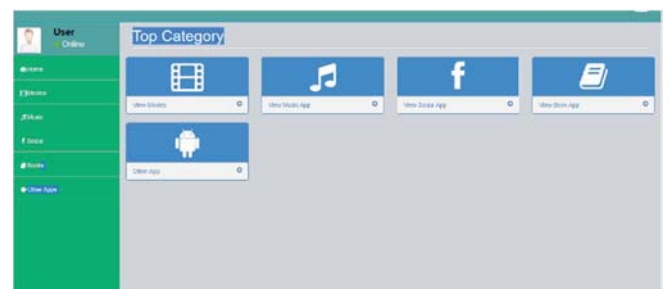 User
Online
Top Category
Home
Movies
Music
Social
Books
Other Apps
View Movies
View Music App
View Social App
View Book App
Other App